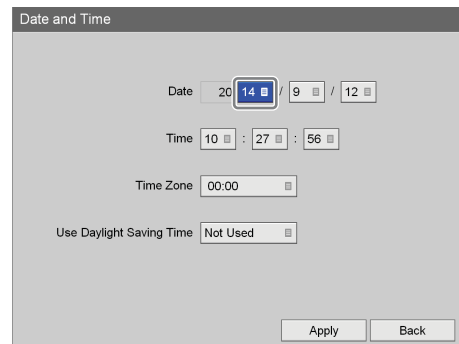 Date and Time
Date 20 14 / 9 / 12
Time 10 : 27 : 56
Time Zone 00:00
Use Daylight Saving Time Not Used
Apply Back